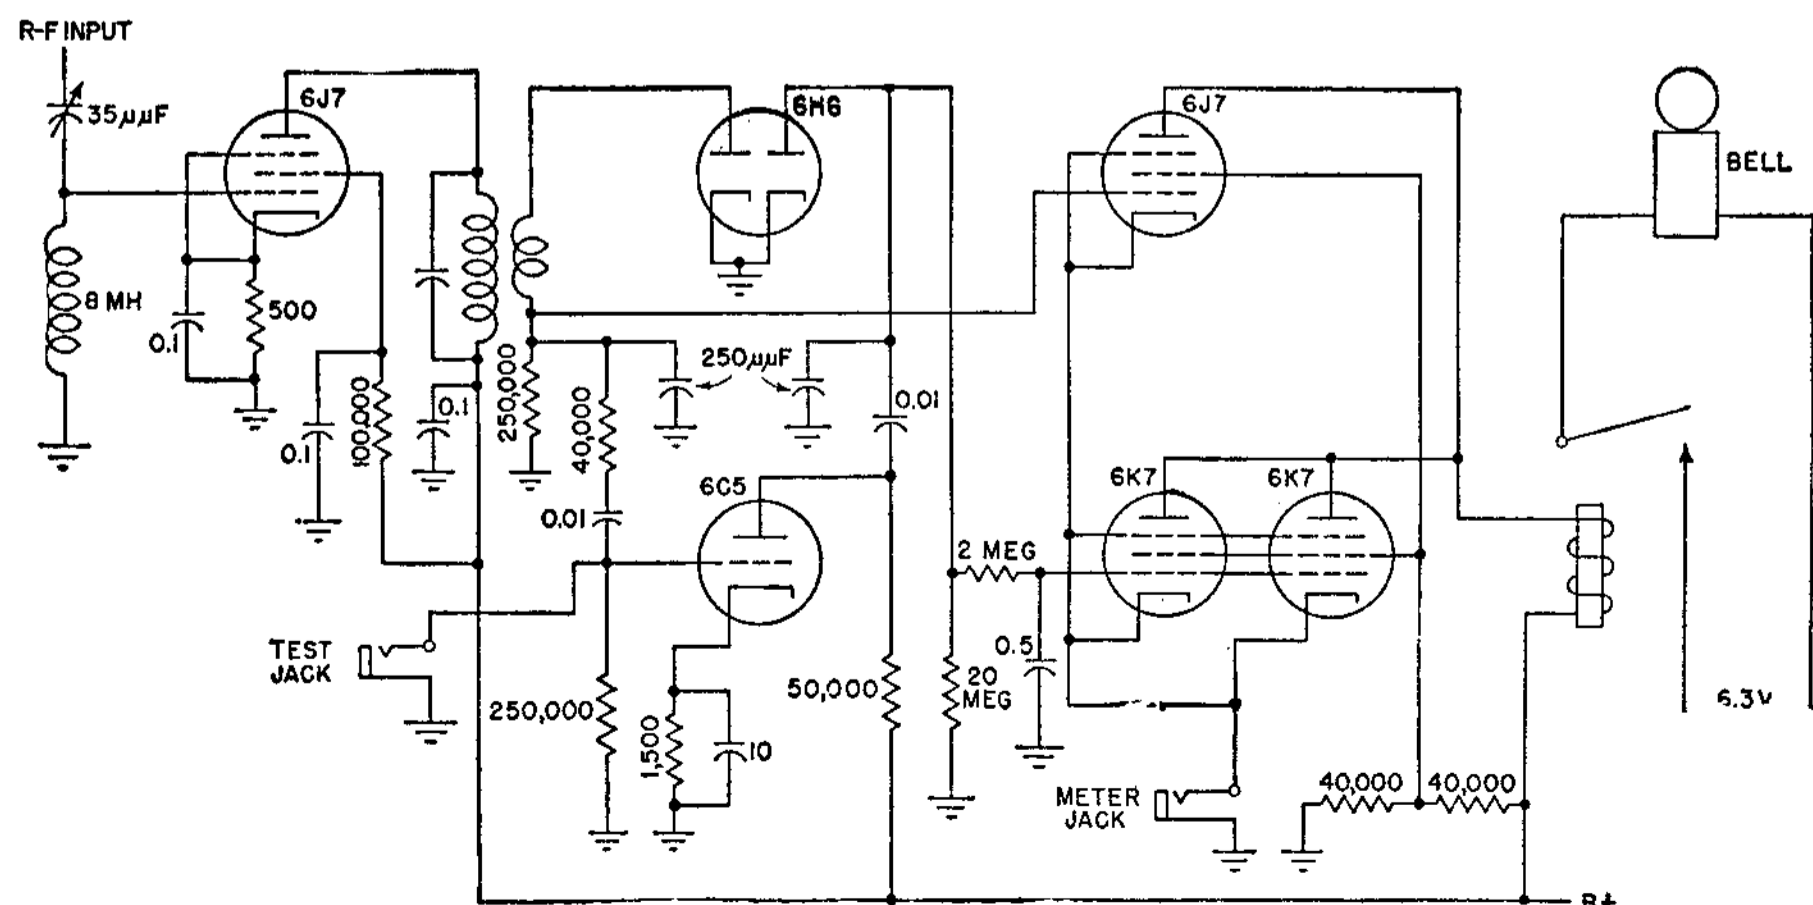 R-F INPUT
35μμF
6J7
6H6
6J7
BELL
8 MH
500
0.1
0.1
100,000
0.1
250,000
40,000
250μμF
0.01
0.01
6C5
6K7
6K7
2 MEG
TEST
JACK
250,000
1,500
10
50,000
20
MEG
0.5
METER
JACK
40,000
40,000
6.3V
B+